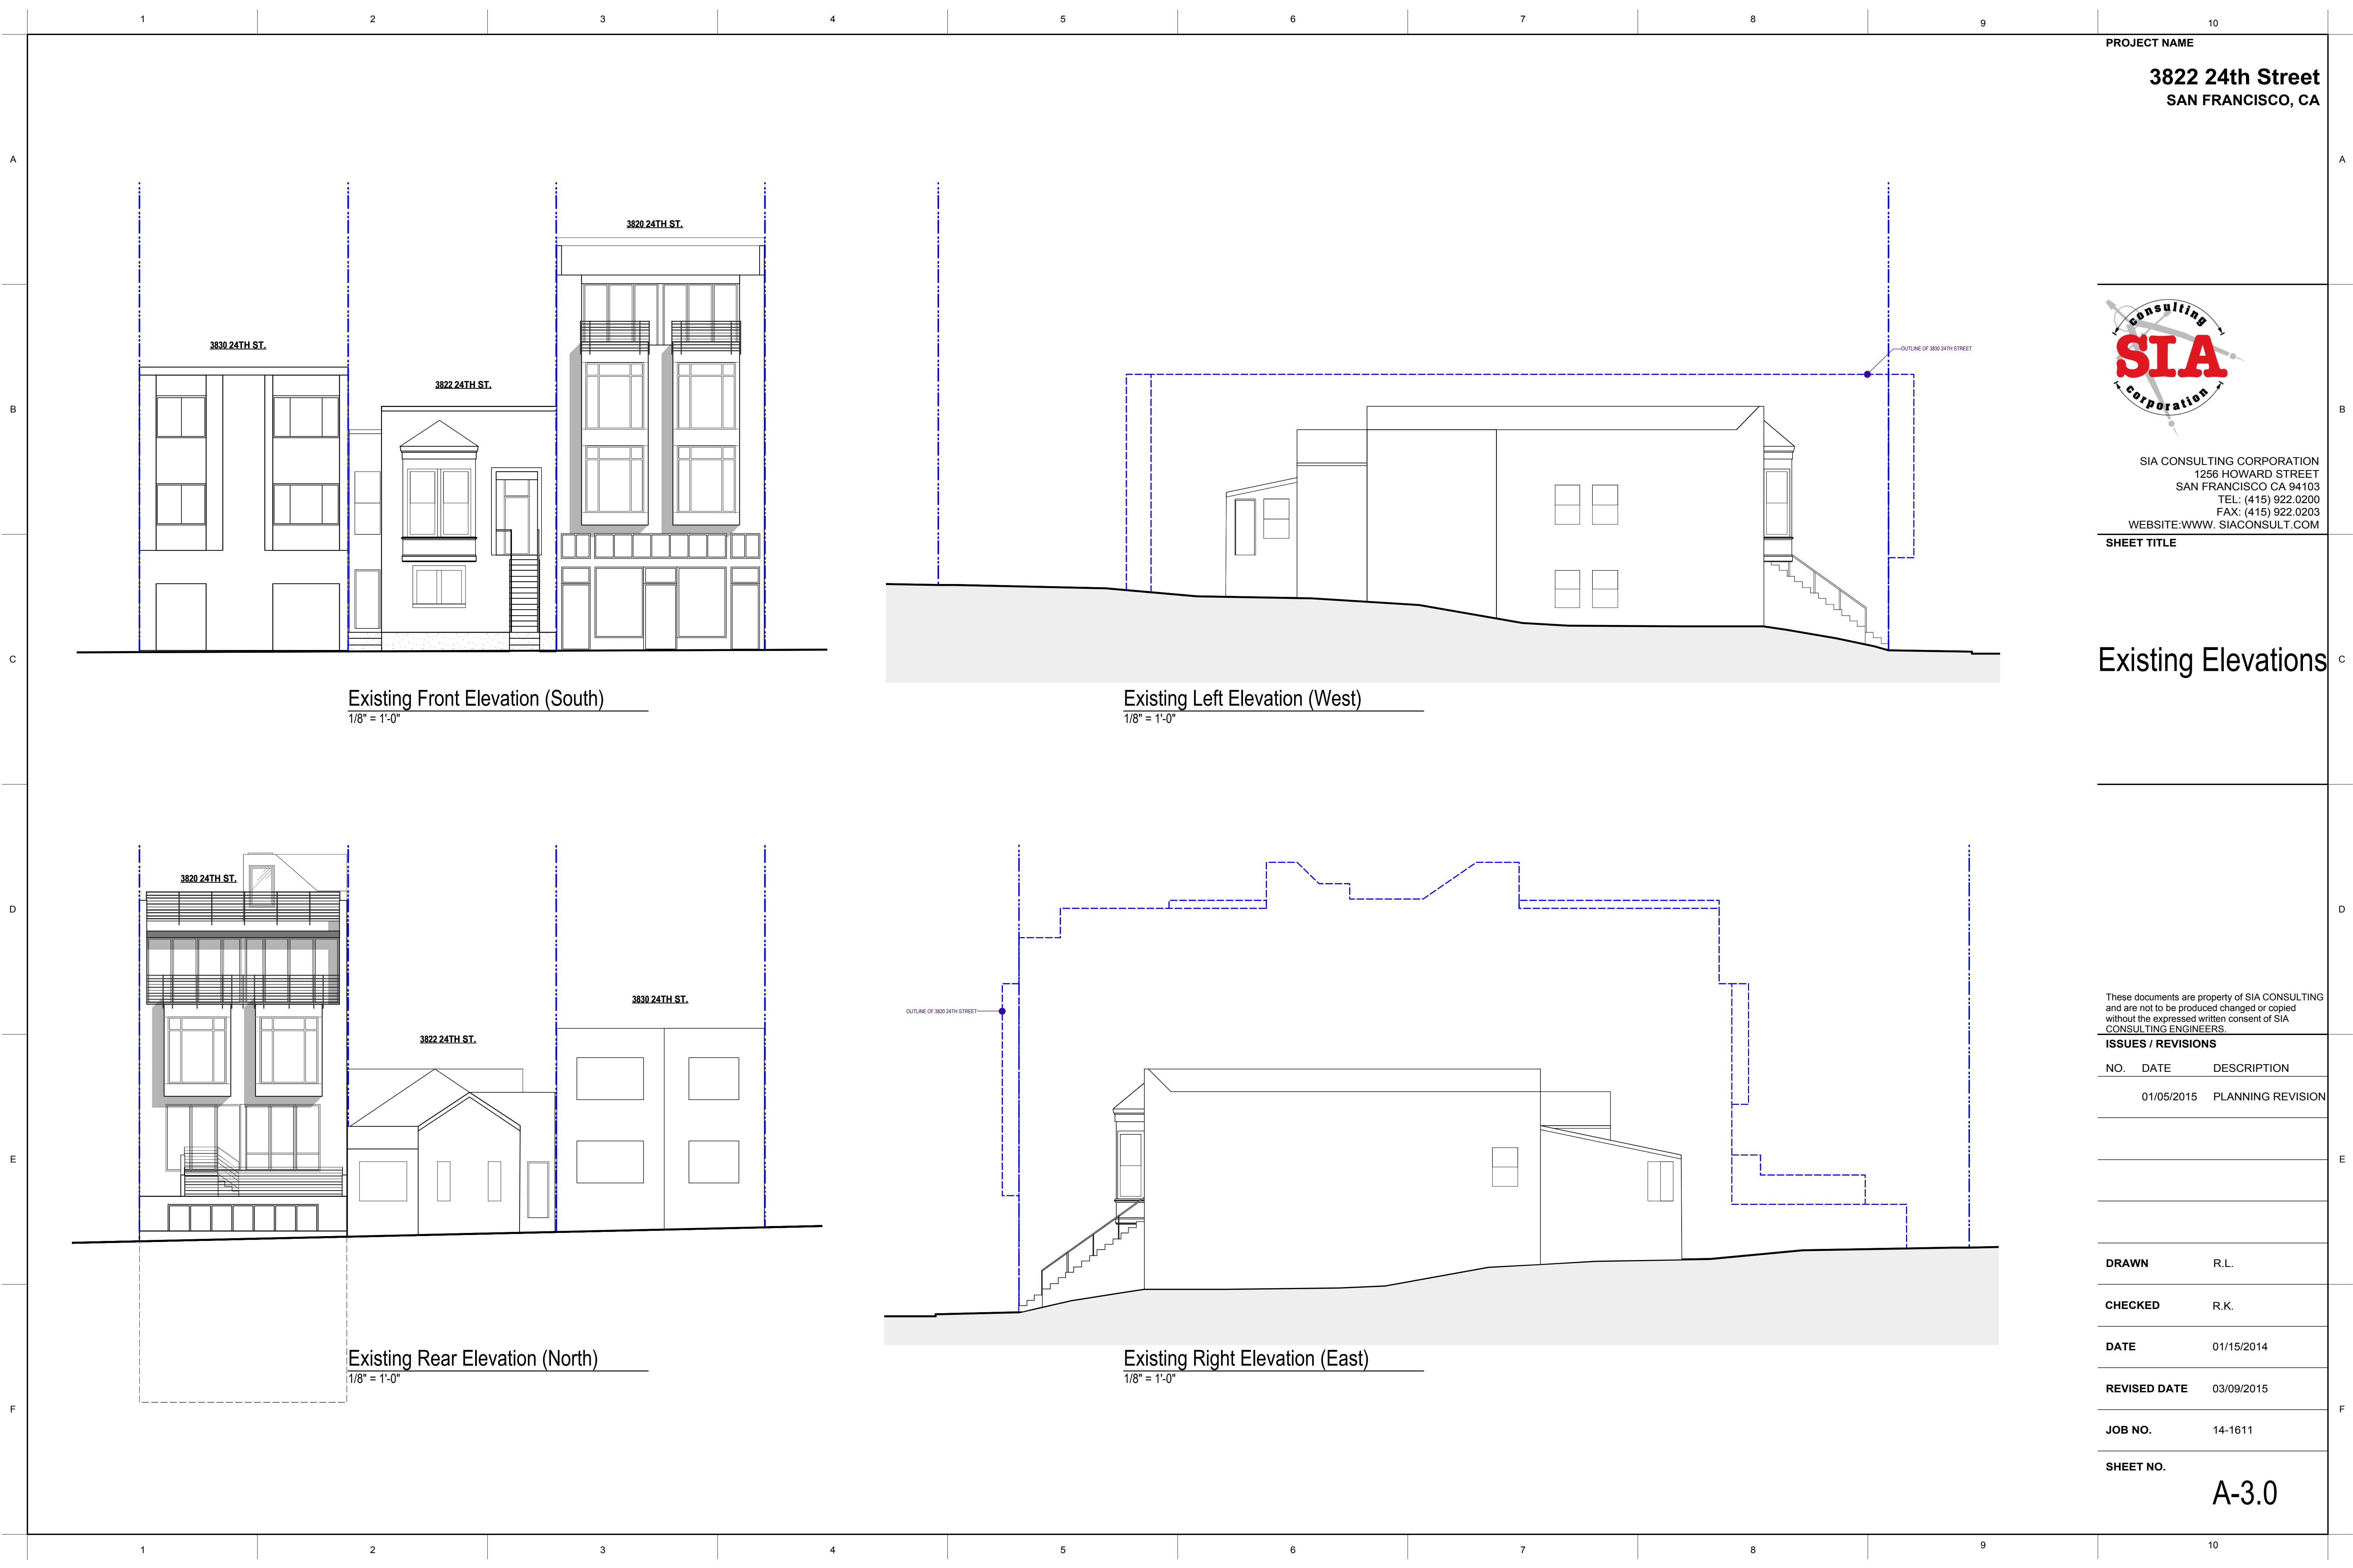 1 2 3 4 5 6 7 8 9 10
PROJECT NAME
3822 24th Street
SAN FRANCISCO, CA
A A
3820 24TH ST.
3830 24TH ST.
3822 24TH ST.
OUTLINE OF 3830 24TH STREET
consulting
SIA
corporation
B B
SIA CONSULTING CORPORATION
1256 HOWARD STREET
SAN FRANCISCO CA 94103
TEL: (415) 922.0200
FAX: (415) 922.0203
WEBSITE:WWW. SIACONSULT.COM
SHEET TITLE
Existing Elevations
C C
Existing Front Elevation (South)
1/8" = 1'-0"
Existing Left Elevation (West)
1/8" = 1'-0"
3820 24TH ST.
D D
3830 24TH ST.
3822 24TH ST.
OUTLINE OF 3820 24TH STREET
These documents are property of SIA CONSULTING
and are not to be produced changed or copied
without the expressed written consent of SIA
CONSULTING ENGINEERS.
ISSUES / REVISIONS
NO. DATE DESCRIPTION
01/05/2015 PLANNING REVISION
E E
DRAWN R.L.
CHECKED R.K.
DATE 01/15/2014
REVISED DATE 03/09/2015
JOB NO. 14-1611
SHEET NO.
A-3.0
Existing Rear Elevation (North)
1/8" = 1'-0"
Existing Right Elevation (East)
1/8" = 1'-0"
F F
1 2 3 4 5 6 7 8 9 10